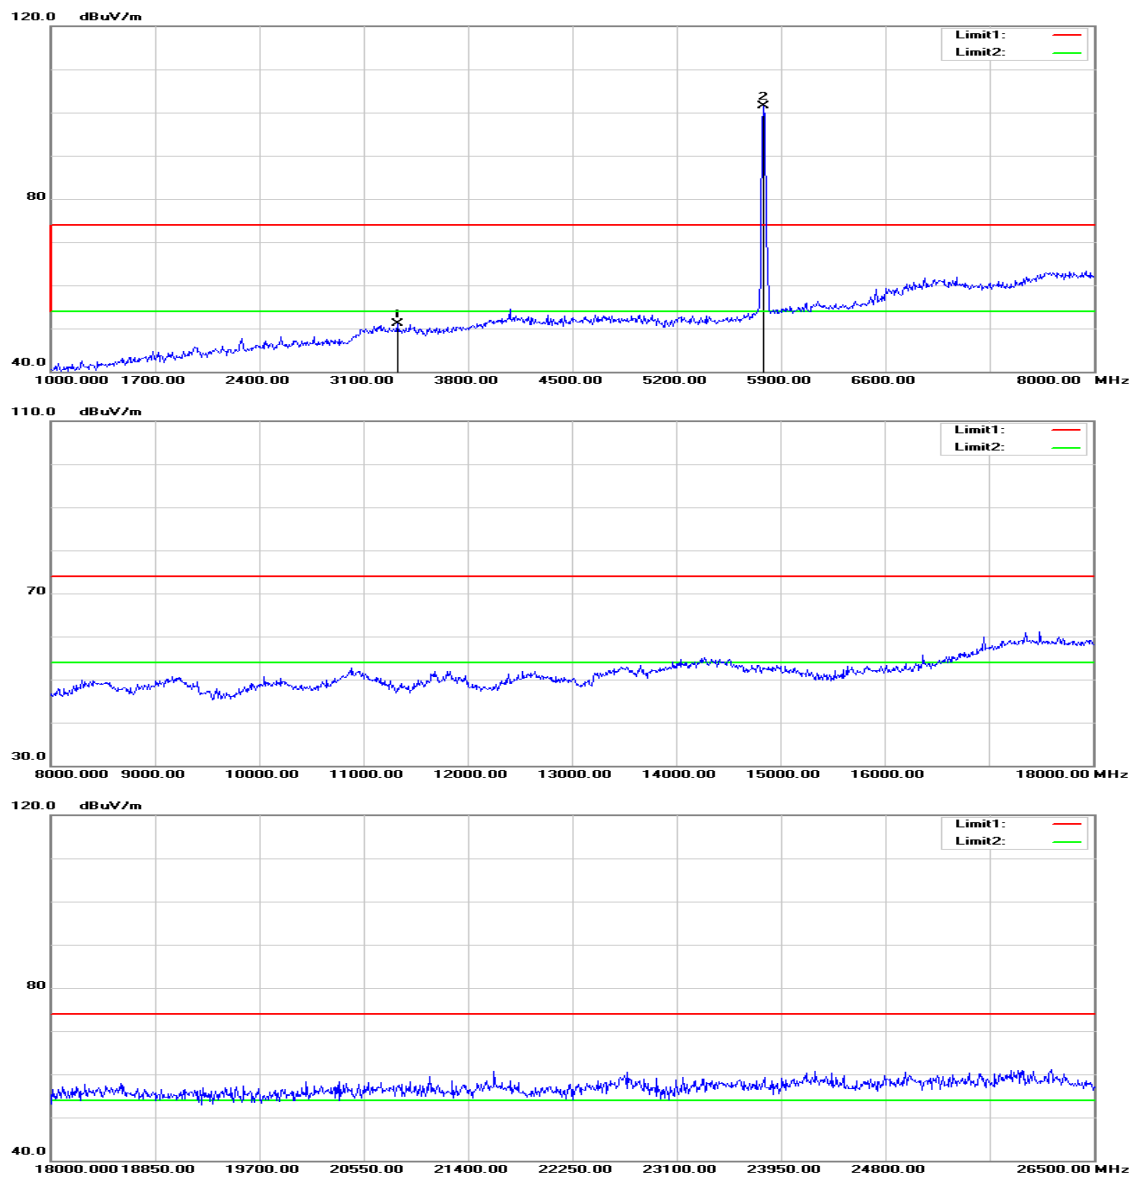 120.0 dBuV/m
Limit1:
Limit2:
2
80
1
40.0
1000.000 1700.00 2400.00 3100.00 3800.00 4500.00 5200.00 5900.00 6600.00 8000.00 MHz
110.0 dBuV/m
Limit1:
Limit2:
70
30.0
8000.000 9000.00 10000.00 11000.00 12000.00 13000.00 14000.00 15000.00 16000.00 18000.00 MHz
120.0 dBuV/m
Limit1:
Limit2:
80
40.0
18000.000 18850.00 19700.00 20550.00 21400.00 22250.00 23100.00 23950.00 24800.00 26500.00 MHz